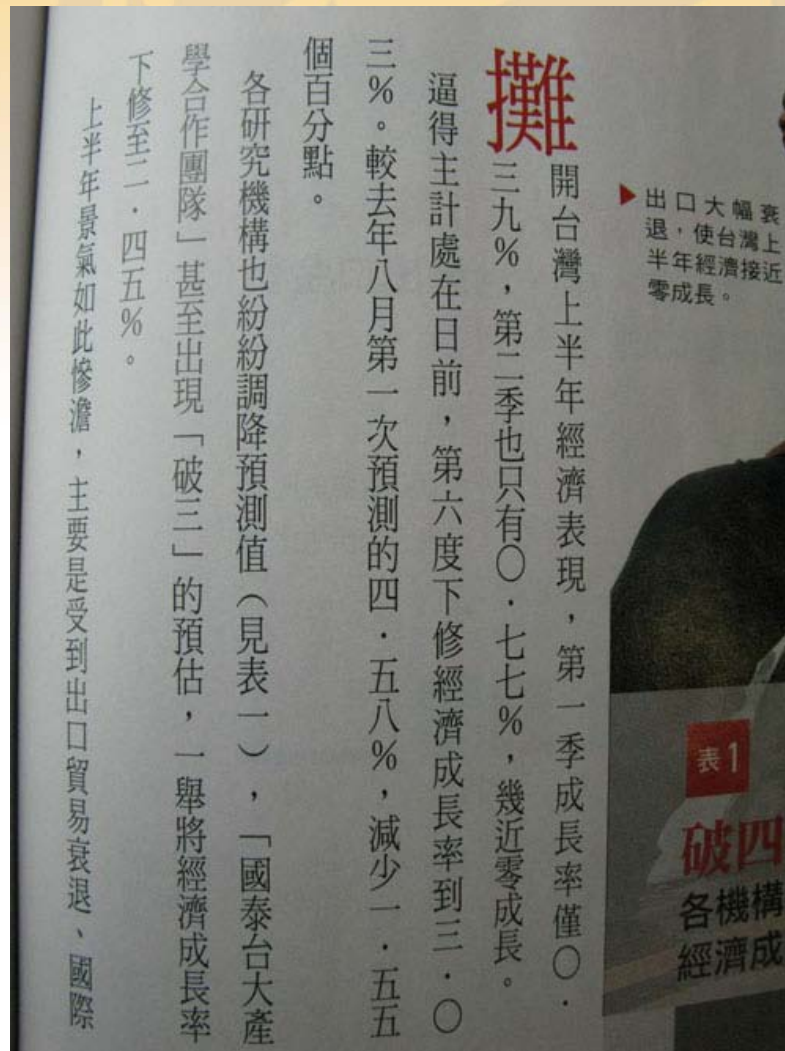 ▶出口大幅衰
退,使台灣上
半年經濟接近
零成長。
攤開台灣上半年經濟表現,第一季成長率僅〇.
三九%,第二季也只有〇.七七%,幾近零成長。
逼得主計處在日前,第六度下修經濟成長率到三.〇
三%。較去年八月第一次預測的四.五八%,減少一.五五
個百分點。
各研究機構也紛紛調降預測值(見表一),「國泰台大產
學合作團隊」甚至出現「破三」的預估,一舉將經濟成長率
下修至二.四五%。
上半年景氣如此慘澹,主要是受到出口貿易衰退、國際
表1
破四
各機構
經濟成